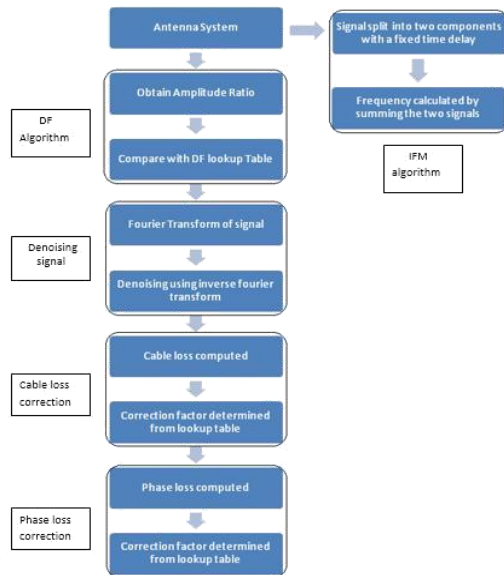 Antenna System
Signal split into two components
with a fixed time delay
Obtain Amplitude Ratio
Frequency calculated by
summing the two signals
DF
Algorithm
Compare with DF lookup Table
IFM
algorithm
Fourier Transform of signal
Denoising
signal
Denoising using inverse fourier
transform
Cable loss computed
Cable loss
correction
Correction factor determined
from lookup table
Phase loss computed
Phase loss
correction
Correction factor determined
from lookup table